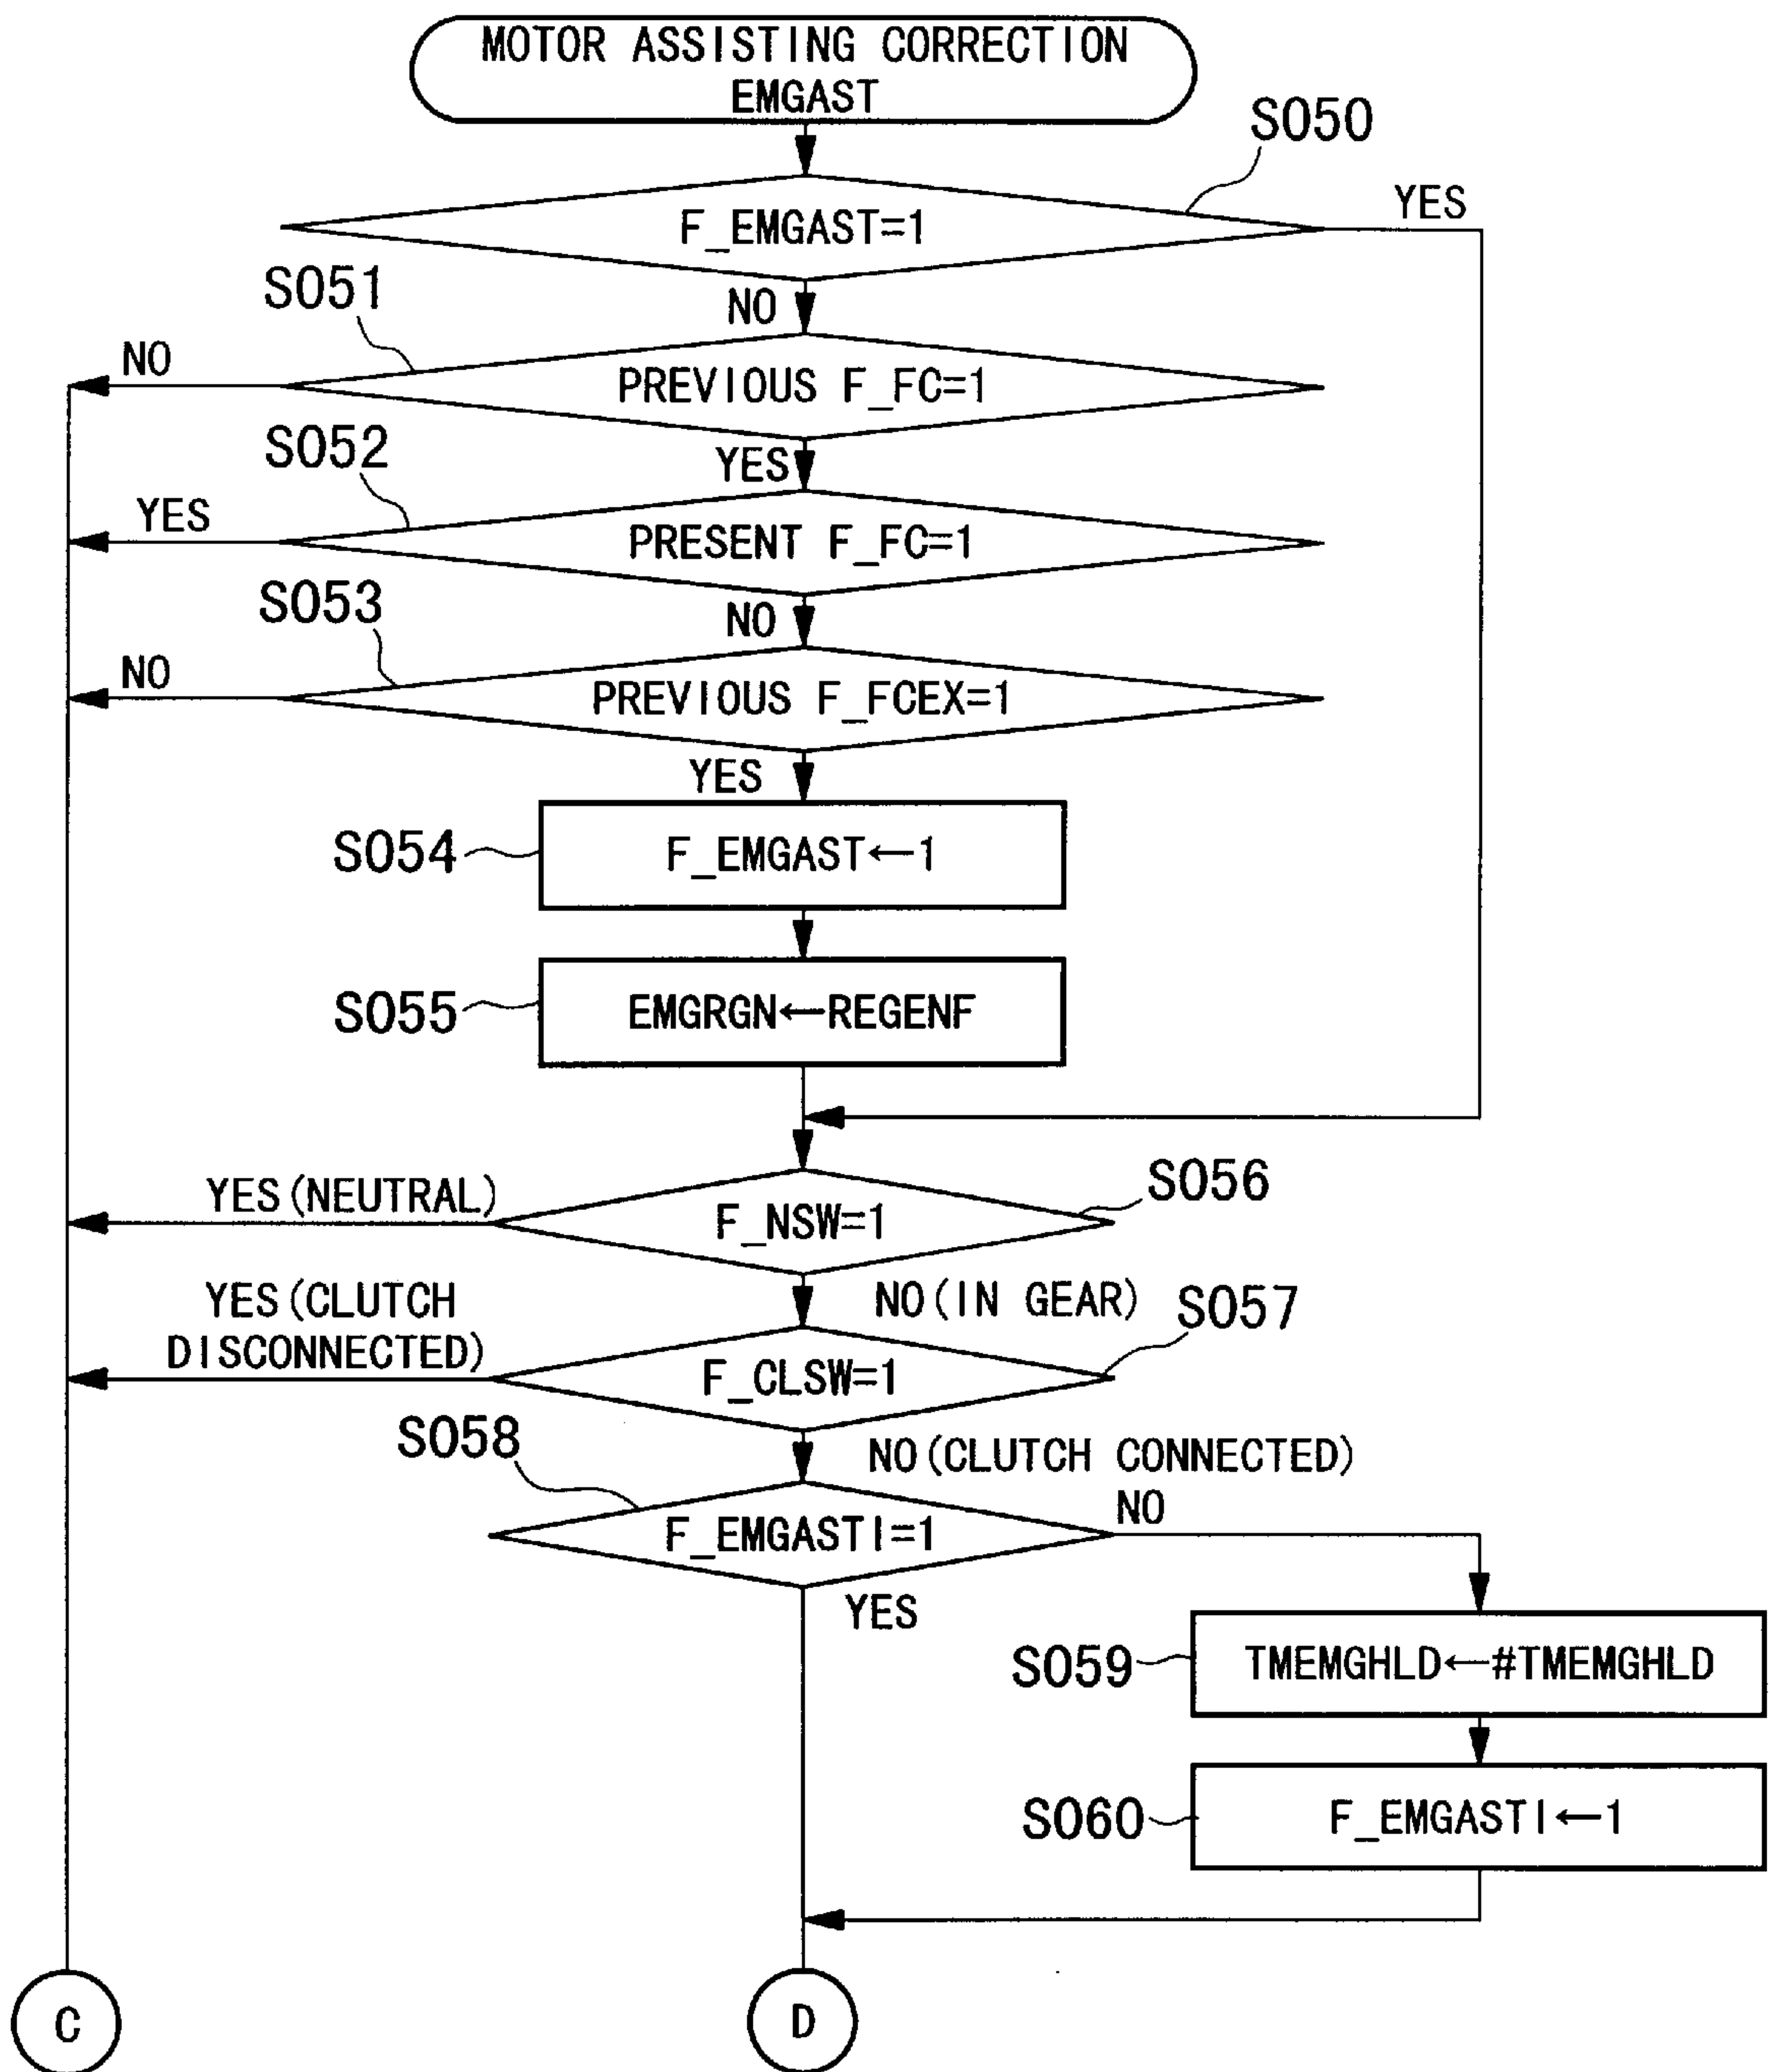 MOTOR ASSISTING CORRECTION
EMGAST
S050
F_EMGAST=1
YES
NO
S051
NO
PREVIOUS F_FC=1
YES
S052
YES
PRESENT F_FC=1
NO
S053
NO
PREVIOUS F_FCEX=1
YES
S054
F_EMGAST←1
S055
EMGRGN←REGENF
YES(NEUTRAL)
F_NSW=1
S056
NO(IN GEAR)
YES(CLUTCH
DISCONNECTED)
F_CLSW=1
S057
NO(CLUTCH CONNECTED)
S058
F_EMGASTI=1
NO
YES
S059
TMEMGHLD←#TMEMGHLD
S060
F_EMGASTI←1
C
D